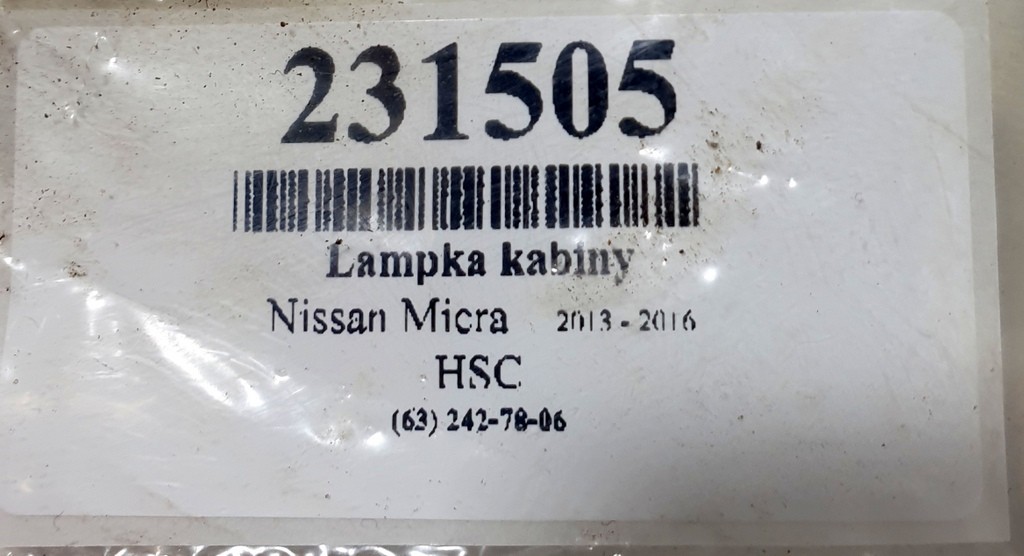 231505
Lampka kabiny
Nissan Micra 2013 - 2016
HSC
(63) 242-78-06